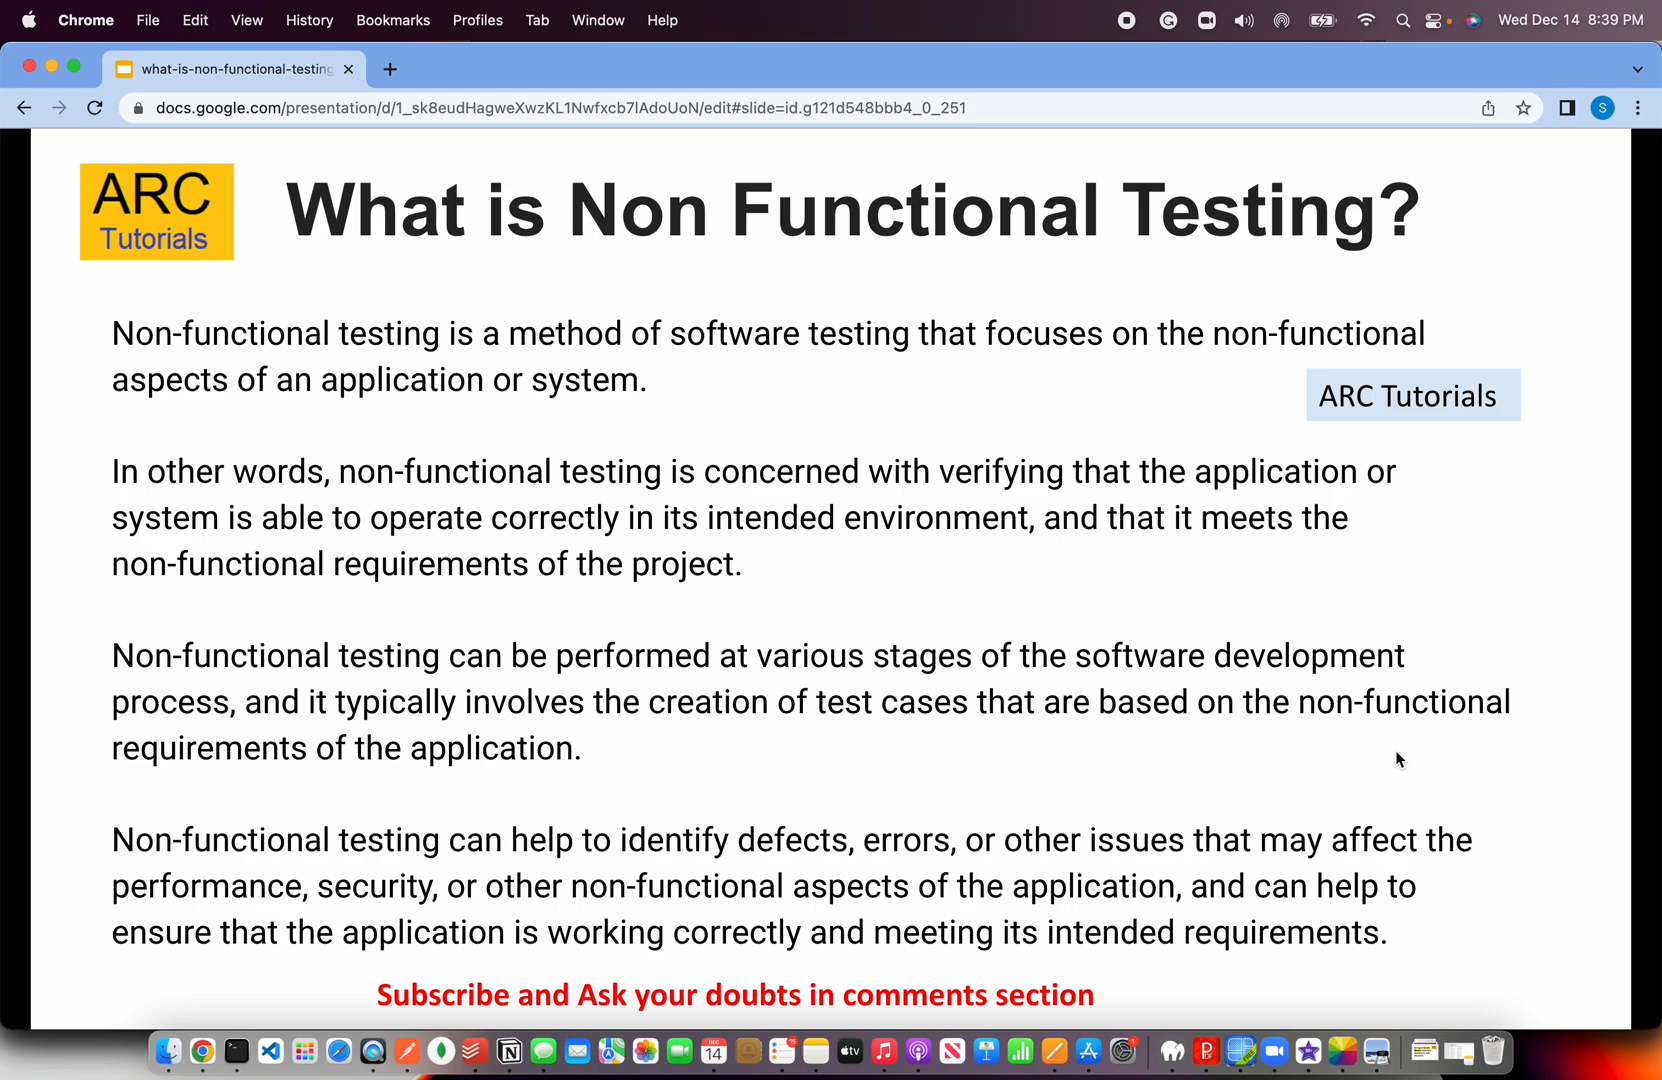 Chrome File Edit View History Bookmarks Profiles Tab Window Help Wed Dec 14 8:39 PM
what-is-non-functional-testing
docs.google.com/presentation/d/1_sk8eudHagweXwzKL1Nwfxcb7lAdoUoN/edit#slide=id.g121d548bbb4_0_251
S
ARC
Tutorials
What is Non Functional Testing?
Non-functional testing is a method of software testing that focuses on the non-functional
aspects of an application or system.
ARC Tutorials
In other words, non-functional testing is concerned with verifying that the application or
system is able to operate correctly in its intended environment, and that it meets the
non-functional requirements of the project.
Non-functional testing can be performed at various stages of the software development
process, and it typically involves the creation of test cases that are based on the non-functional
requirements of the application.
Non-functional testing can help to identify defects, errors, or other issues that may affect the
performance, security, or other non-functional aspects of the application, and can help to
ensure that the application is working correctly and meeting its intended requirements.
Subscribe and Ask your doubts in comments section
DEC
14
tv